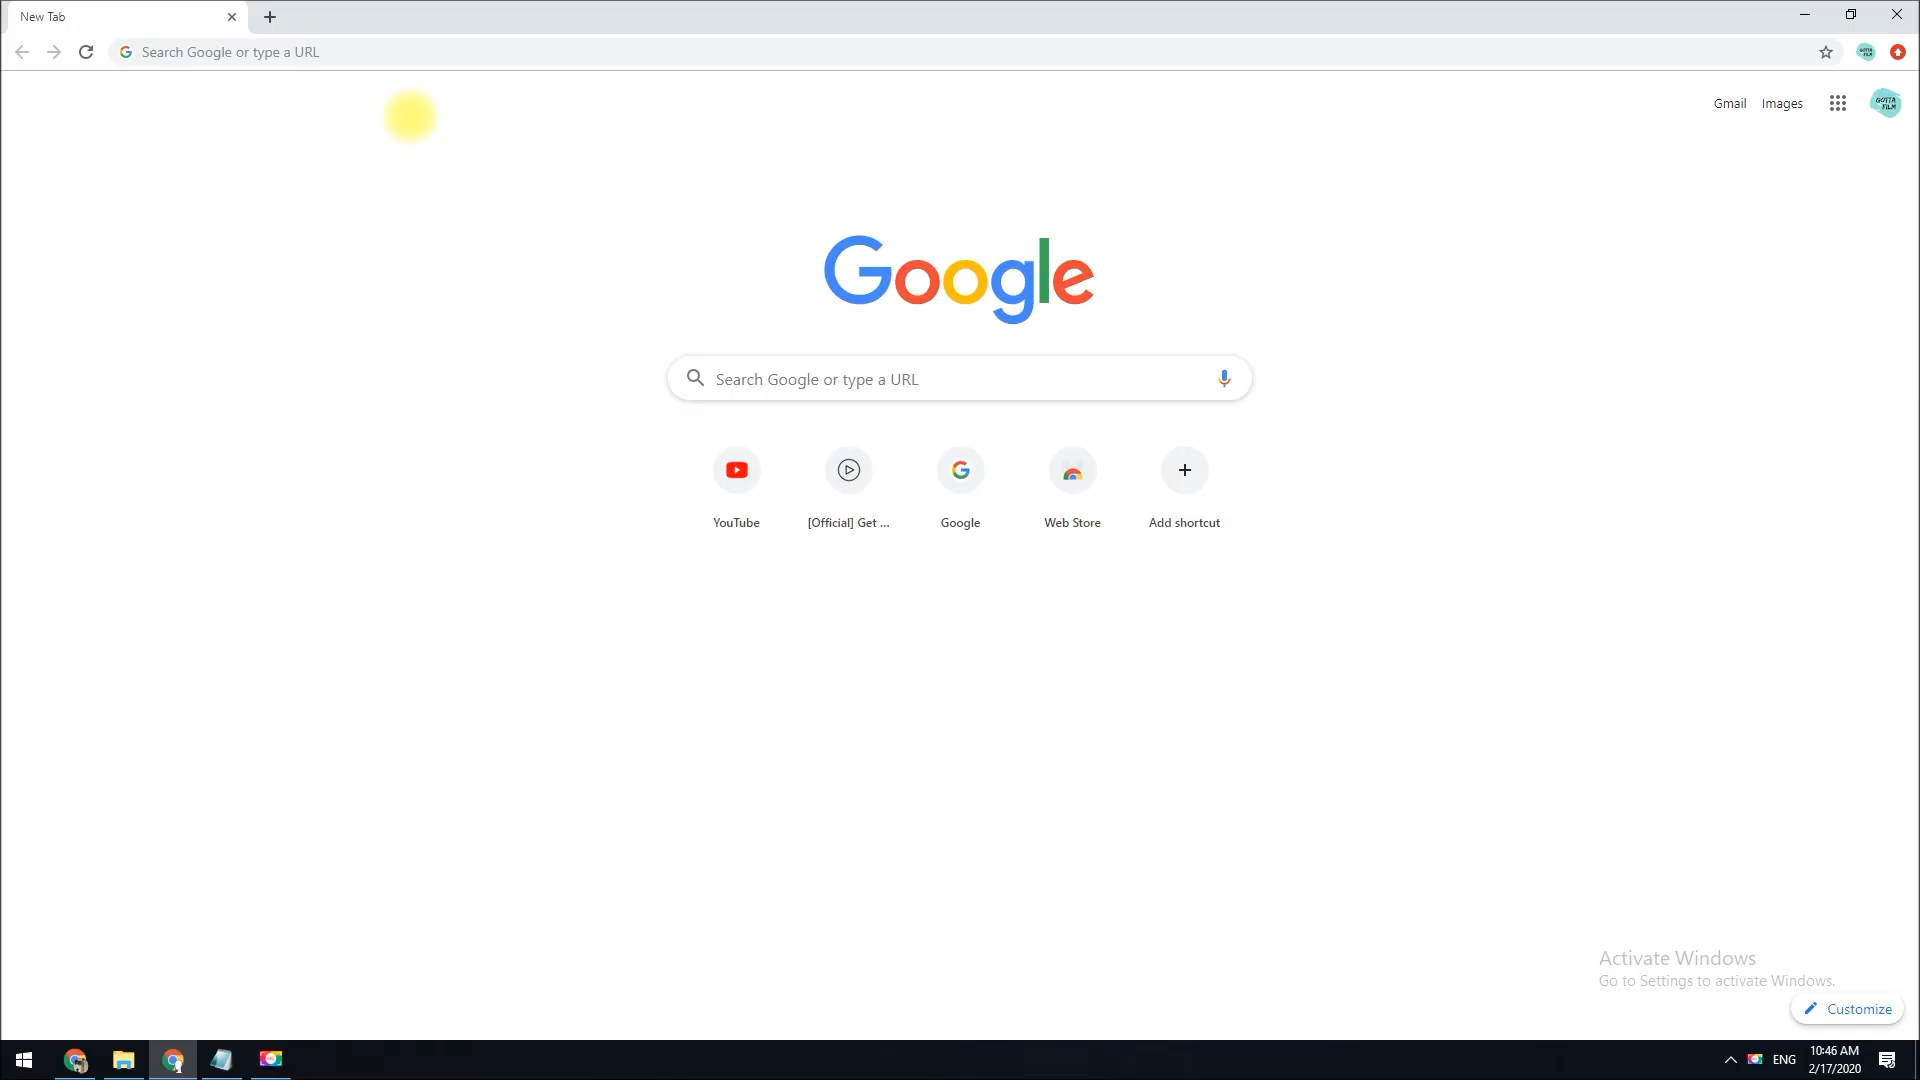 New Tab
Search Google or type a URL
Gmail Images
GOTTA
FILM
Google
Search Google or type a URL
YouTube
[Official] Get ...
Google
Web Store
Add shortcut
Activate Windows
Go to Settings to activate Windows.
Customize
ENG
10:46 AM
2/17/2020